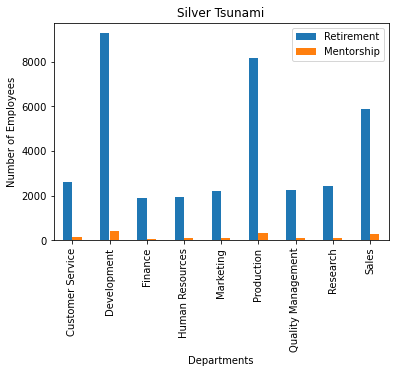 Silver Tsunami
Retirement
Mentorship
Number of Employees
8000
6000
4000
2000
0
Customer Service
Development
Finance
Human Resources
Marketing
Production
Quality Management
Research
Sales
Departments